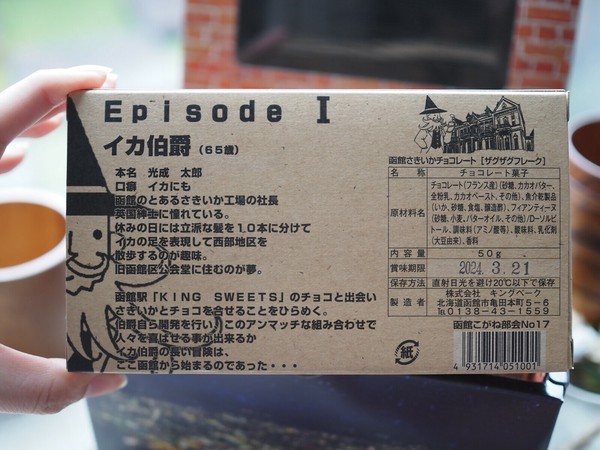 Episode Ⅰ
イカ伯爵（６５歳）
本名　光成　太郎
口癖　イカにも
函館のとあるさきいか工場の社長
英国紳士に憧れている。
休みの日には立派な髪を１０本に分けて
イカの足を表現して西部地区を
散歩するのが趣味。
旧函館区公会堂に住むのが夢。
函館駅「ＫＩＮＧ　ＳＷＥＥＴＳ」のチョコと出会い
さきいかとチョコを合せることをひらめく。
伯爵自ら開発を行い、このアンマッチな組み合わせで
人々を喜ばせる事が出来るか
イカ伯爵の長い冒険は、
ここ函館から始まるのであった・・・
函館さきいかチョコレート［ザグザグフレーク］
名　称　チョコレート菓子
原材料名　チョコレート(フランス産)(砂糖、カカオバター、
全粉乳、カカオペースト、その他)、魚介乾製品
(いか、砂糖、食塩、醸造酢)、フィアンティーヌ
(砂糖、小麦、バターオイル、その他)/D-ソルビ
トール、調味料(アミノ酸等)、酸味料、乳化剤
(大豆由来)、香料
内容量　５０ｇ
賞味期限　2024. 3.21
保存方法　直射日光を避け20℃以下で保存
製造者　株式会社　キングベーク
北海道函館市亀田本町５－６
℡０１３８－４３－１５５９
函館こがね部会No17
紙
4 931714 051001